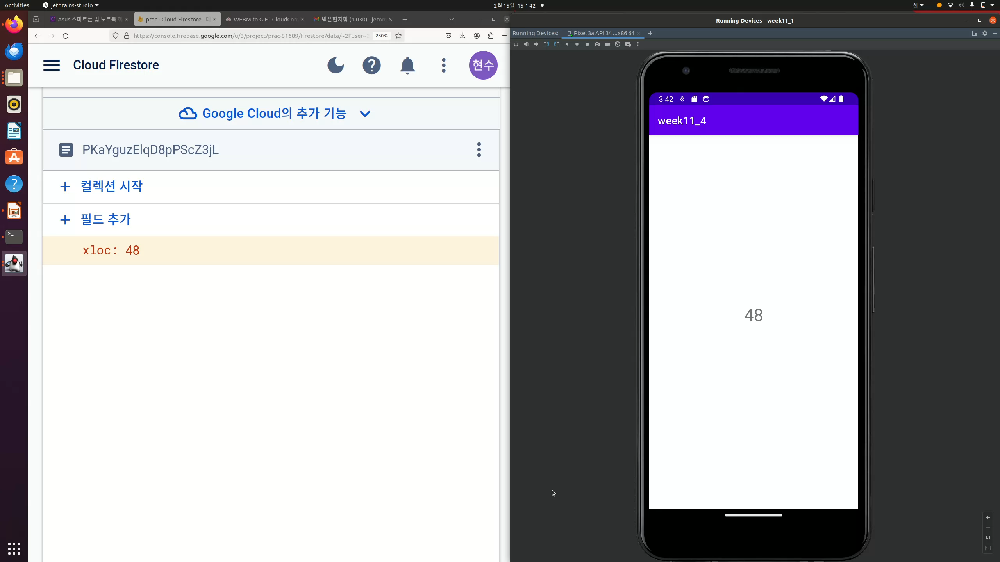 Activities
jetbrains-studio
2월 15일 15 : 42
한
Asus 스마트폰 및 노트북 화
prac - Cloud Firestore - 데
WEBM to GIF | CloudCon
받은편지함 (1,030) - jerom
https://console.firebase.google.com/u/3/project/prac-81689/firestore/data/~2Fuser~2
230%
Cloud Firestore
현수
Google Cloud의 추가 기능
PKaYguzElqD8pPScZ3jL
+ 컬렉션 시작
+ 필드 추가
xloc: 48
Running Devices - week11_1
Running Devices:
Pixel 3a API 34 ...x86 64
3:42
week11_4
48
1:1